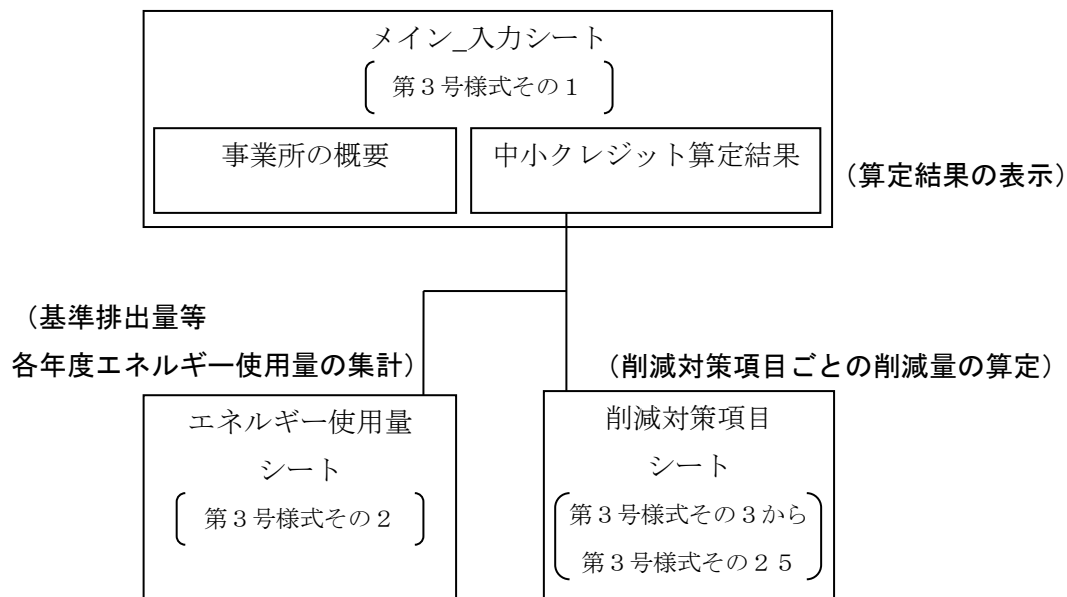 メイン_入力シート
第３号様式その１
事業所の概要
中小クレジット算定結果
（算定結果の表示）
（基準排出量等
各年度エネルギー使用量の集計）
（削減対策項目ごとの削減量の算定）
エネルギー使用量
シート
第３号様式その２
削減対策項目
シート
第３号様式その３から
第３号様式その２５